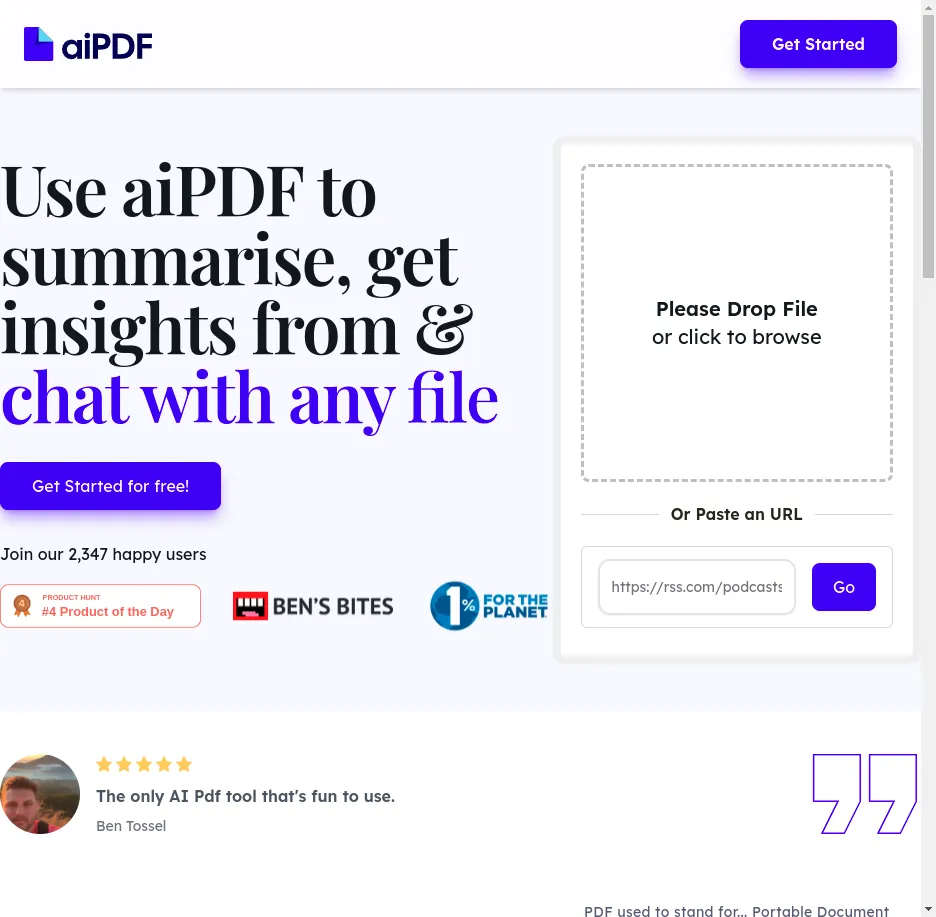 aiPDF
Get Started
Use aiPDF to
summarise, get
insights from &
chat with any file
Get Started for free!
Join our 2,347 happy users
4
PRODUCT HUNT
#4 Product of the Day
BEN'S BITES
1%
FOR THE
PLANET
Please Drop File
or click to browse
Or Paste an URL
https://rss.com/podcasts
Go
The only AI Pdf tool that's fun to use.
Ben Tossel
PDF used to stand for... Portable Document